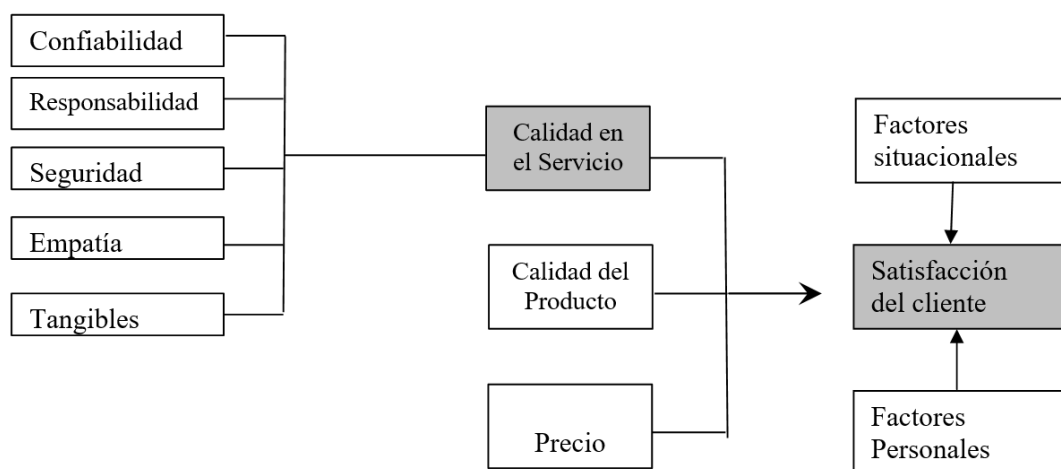 Confiabilidad
Responsabilidad
Seguridad
Empatía
Tangibles
Calidad en
el Servicio
Calidad del
Producto
Precio
Factores
situacionales
Satisfacción
del cliente
Factores
Personales